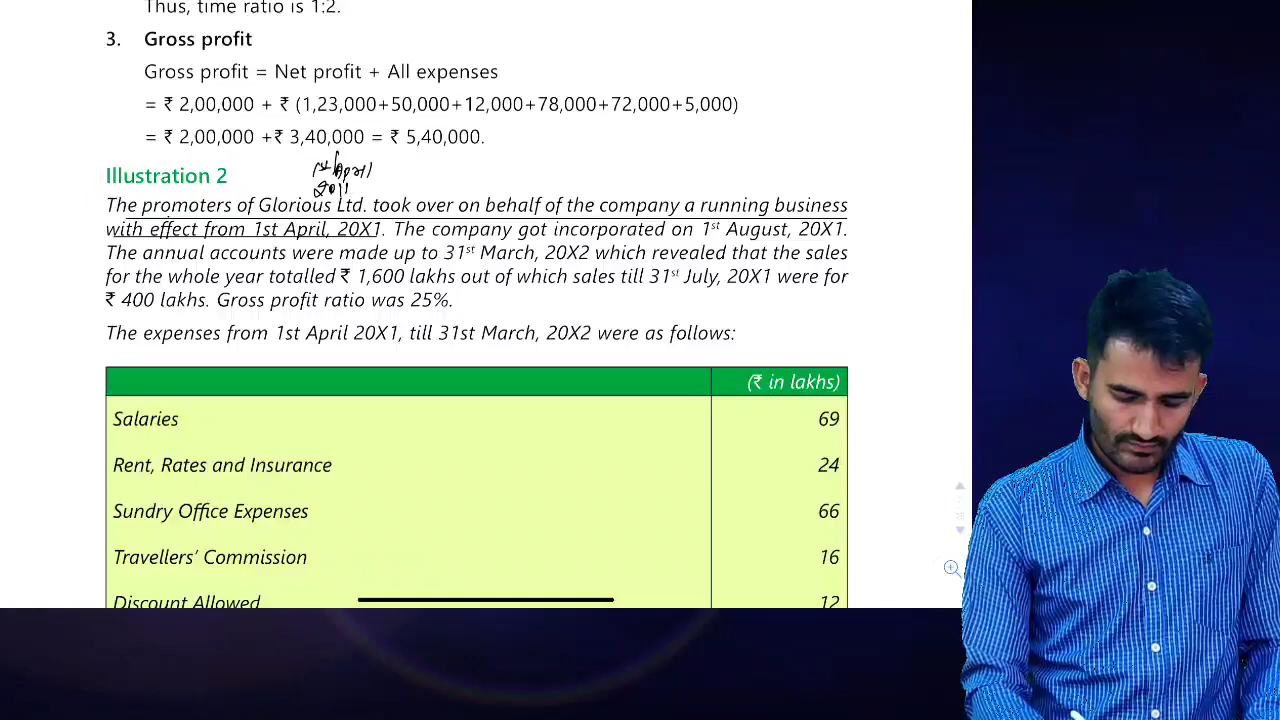 Thus, time ratio is 1:2.
3. Gross profit
Gross profit = Net profit + All expenses
= ₹ 2,00,000 + ₹ (1,23,000+50,000+12,000+78,000+72,000+5,000)
= ₹ 2,00,000 +₹ 3,40,000 = ₹ 5,40,000.
1st April
Illustration 2
2011
The promoters of Glorious Ltd. took over on behalf of the company a running business
with effect from 1st April, 20X1. The company got incorporated on 1st August, 20X1.
The annual accounts were made up to 31st March, 20X2 which revealed that the sales
for the whole year totalled ₹ 1,600 lakhs out of which sales till 31st July, 20X1 were for
₹ 400 lakhs. Gross profit ratio was 25%.
The expenses from 1st April 20X1, till 31st March, 20X2 were as follows:
(₹ in lakhs)
Salaries 69
Rent, Rates and Insurance 24
Sundry Office Expenses 66
Travellers' Commission 16
Discount Allowed 12